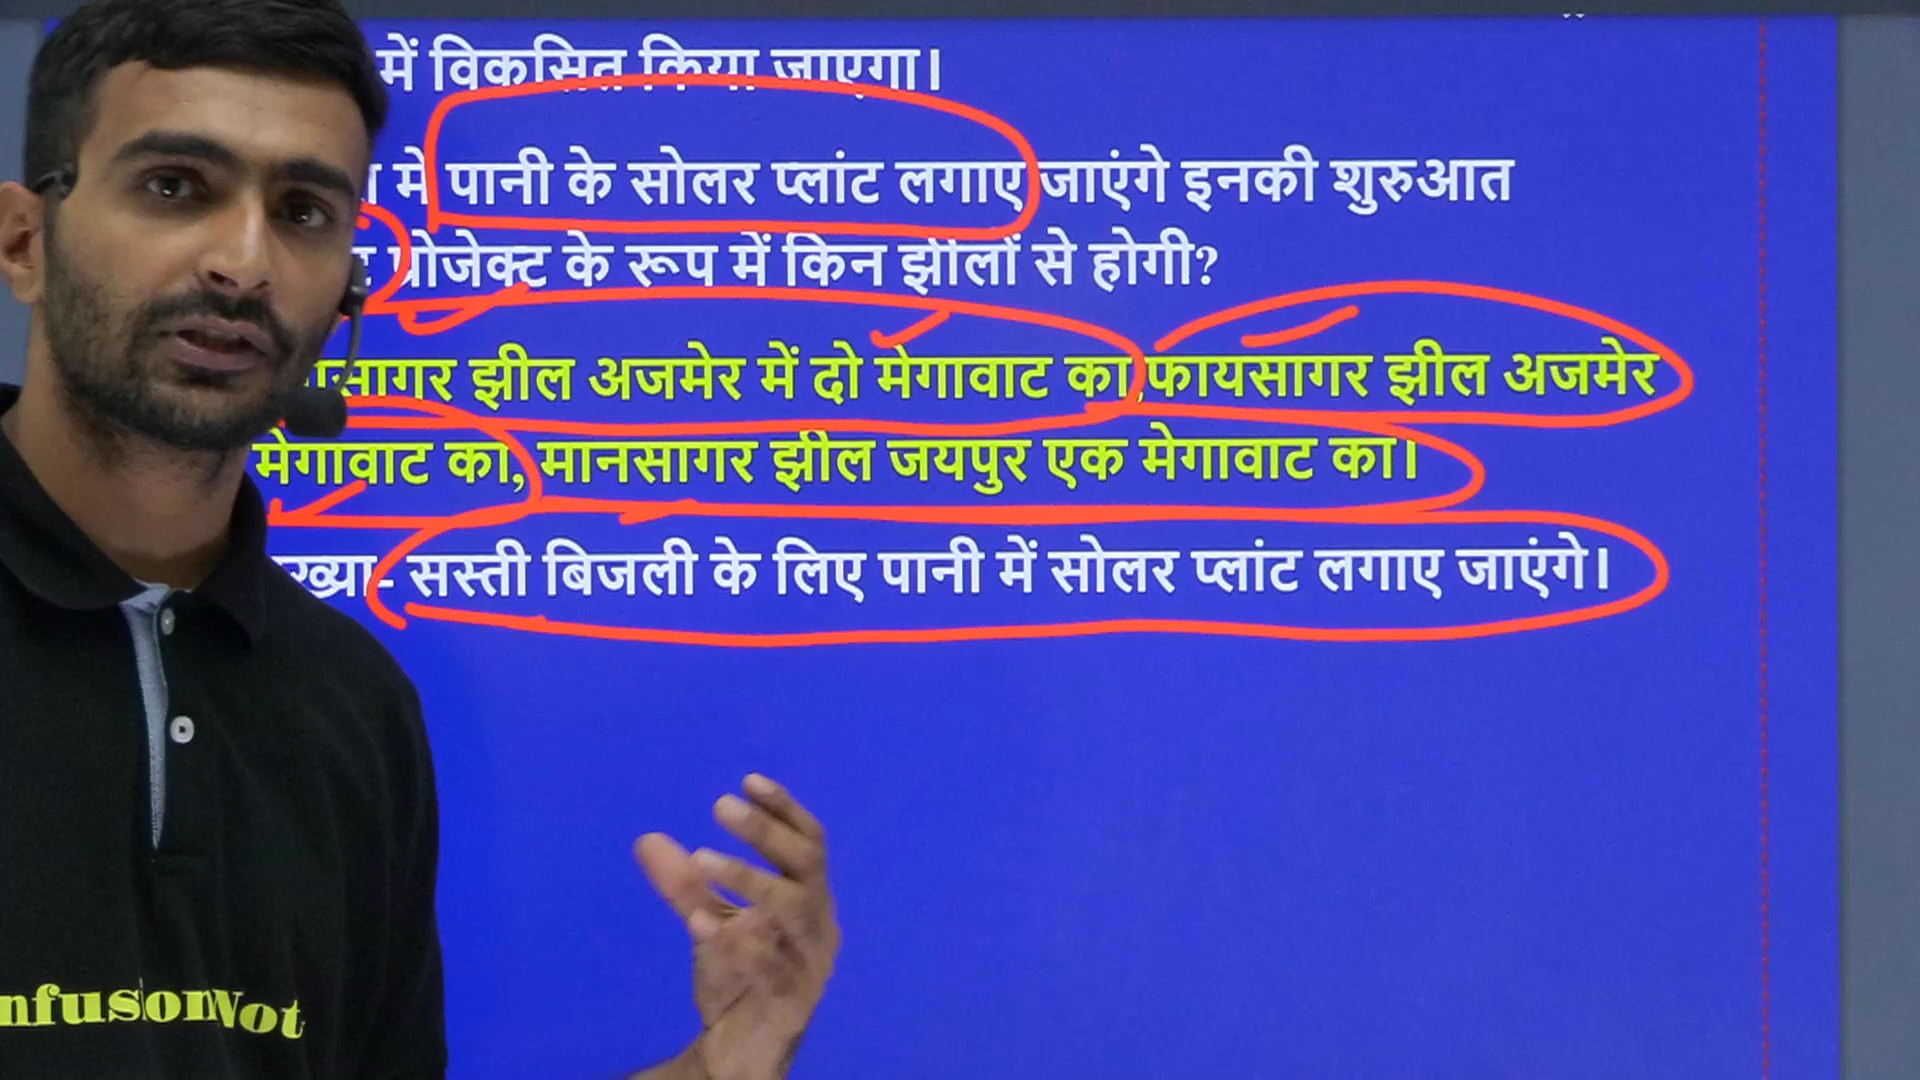 में विकसित किया जाएगा।
में पानी के सोलर प्लांट लगाए जाएंगे इनकी शुरुआत
प्रोजेक्ट के रूप में किन झीलों से होगी?
सागर झील अजमेर में दो मेगावाट का,फायसागर झील अजमेर
मेगावाट का, मानसागर झील जयपुर एक मेगावाट का।
ख्या- सस्ती बिजली के लिए पानी में सोलर प्लांट लगाए जाएंगे।
nfusionNot